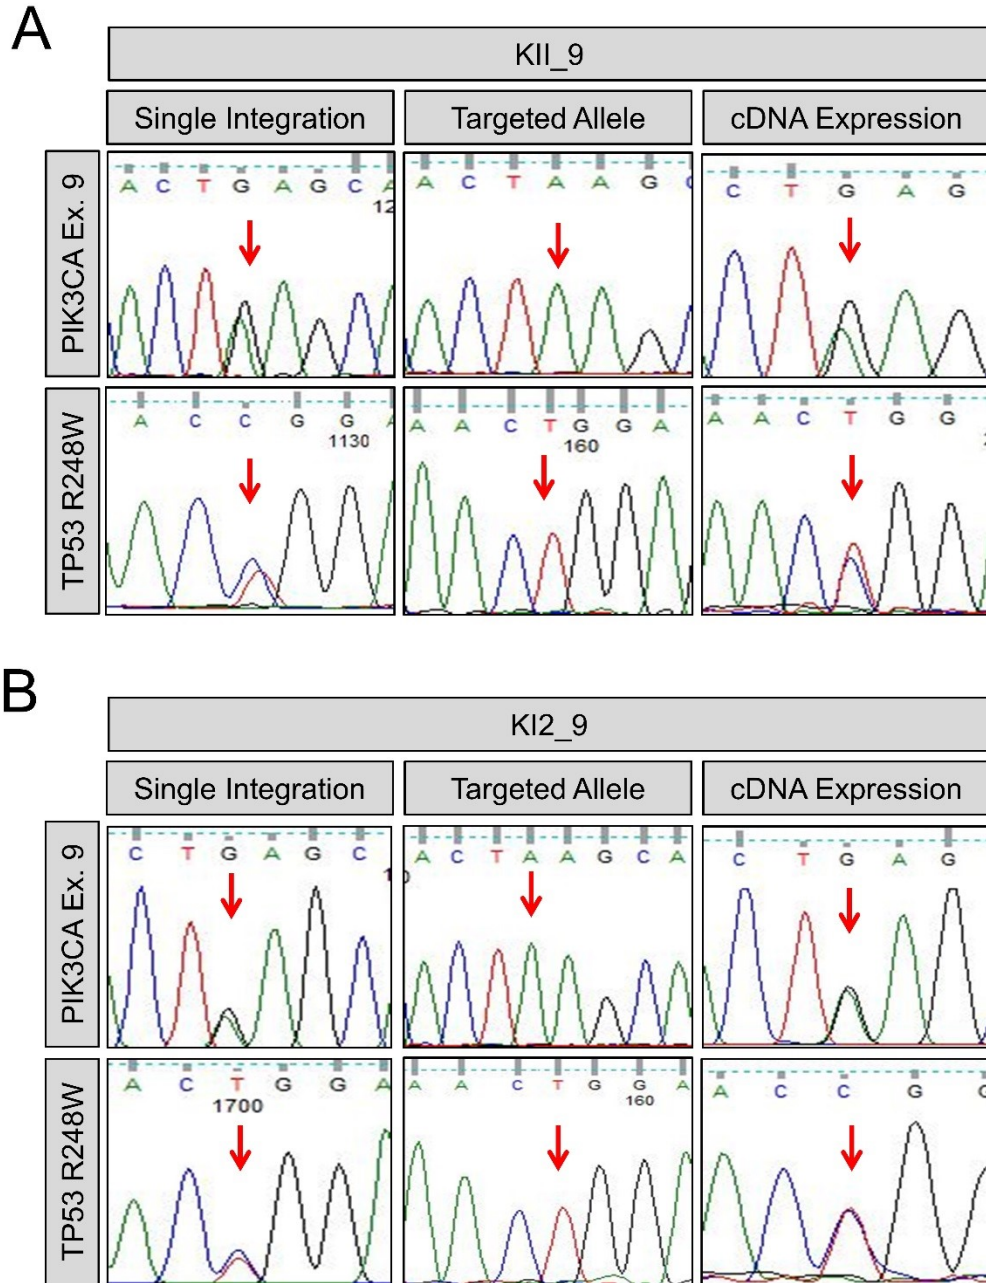 A
KII_9
Single Integration
Targeted Allele
cDNA Expression
PIK3CA Ex. 9
A C T G A G C A
12
A C T A A G
C T G A G
TP53 R248W
A C C G G A
1130
A A C T G G A
160
A A C T G G
B
KI2_9
Single Integration
Targeted Allele
cDNA Expression
PIK3CA Ex. 9
C T G A G C
A C T A A G C A
C T G A G
TP53 R248W
A C T G G A
1700
A A C T G G A
160
A C C G G